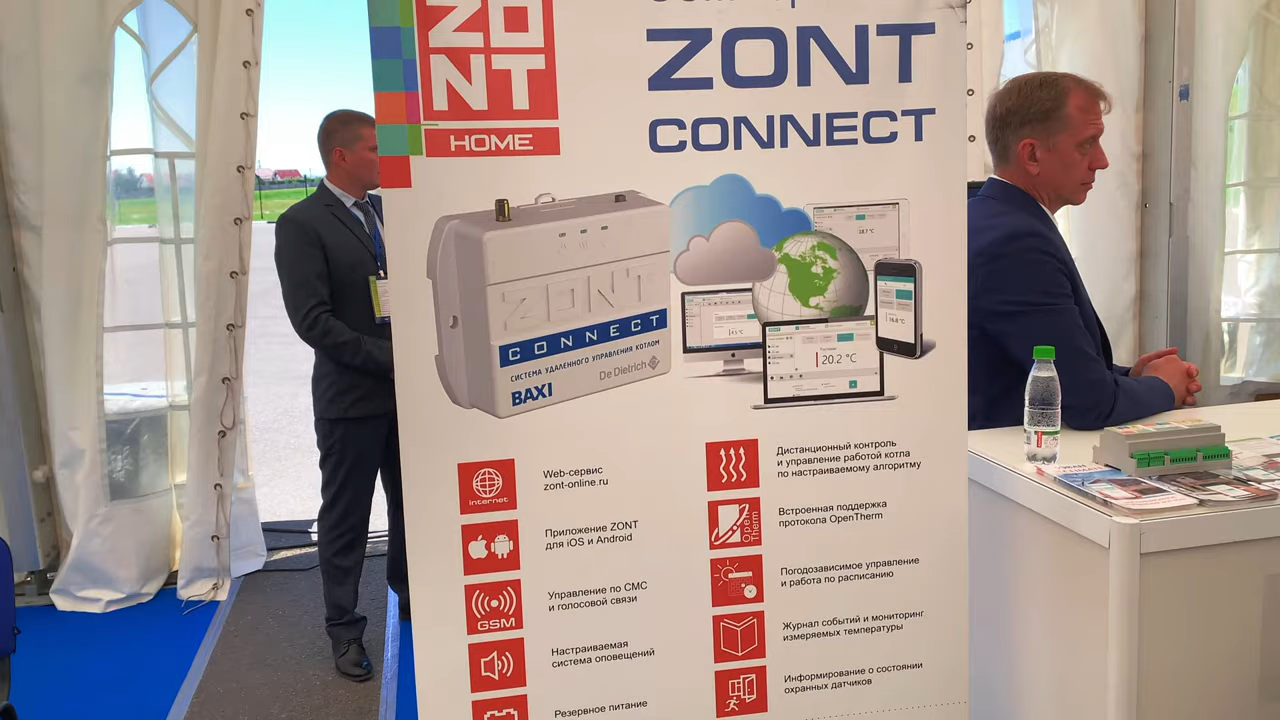 ZO
NT
HOME
ZONT
CONNECT
ZONT
CONNECT
СИСТЕМА УДАЛЕННОГО УПРАВЛЕНИЯ КОТЛОМ
BAXI
De Dietrich
20.2 °C
internet
Web-сервис
zont-online.ru
Приложение ZONT
для iOS и Android
GSM
Управление по СМС
и голосовой связи
Настраиваемая
система оповещений
Резервное питание
Дистанционный контроль
и управление работой котла
по настраиваемому алгоритму
Open
Therm
Встроенная поддержка
протокола OpenTherm
Погодозависимое управление
и работа по расписанию
Журнал событий и мониторинг
измеряемых температуры
Информирование о состоянии
охранных датчиков